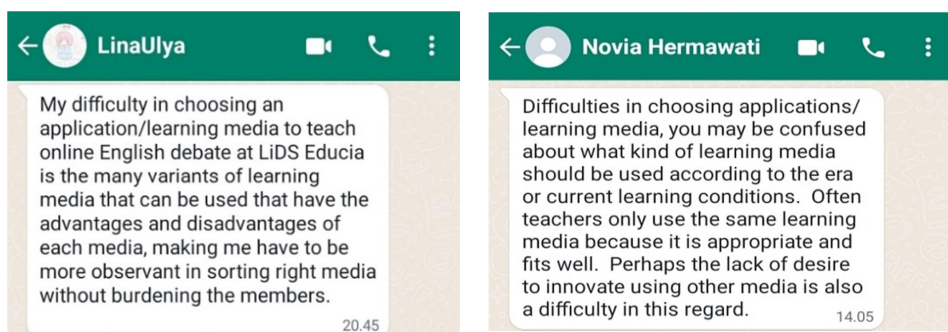 LinaUlya
My difficulty in choosing an
application/learning media to teach
online English debate at LiDS Educia
is the many variants of learning
media that can be used that have the
advantages and disadvantages of
each media, making me have to be
more observant in sorting right media
without burdening the members.
20.45
Novia Hermawati
Difficulties in choosing applications/
learning media, you may be confused
about what kind of learning media
should be used according to the era
or current learning conditions. Often
teachers only use the same learning
media because it is appropriate and
fits well. Perhaps the lack of desire
to innovate using other media is also
a difficulty in this regard.
14.05